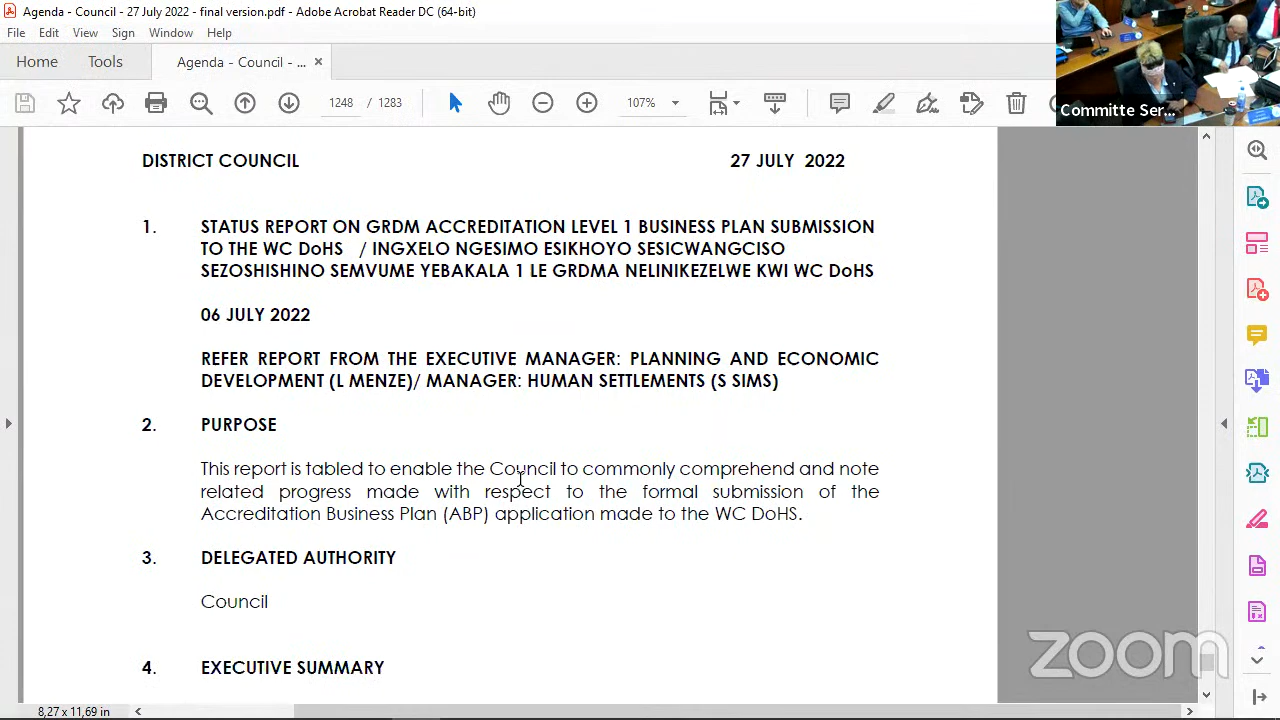 Agenda - Council - 27 July 2022 - final version.pdf - Adobe Acrobat Reader DC (64-bit)
File Edit View Sign Window Help
Home Tools Agenda - Council - ... ×
1248 / 1283 107%
Committe Ser...
DISTRICT COUNCIL 27 JULY 2022
1. STATUS REPORT ON GRDM ACCREDITATION LEVEL 1 BUSINESS PLAN SUBMISSION
TO THE WC DoHS / INGXELO NGESIMO ESIKHOYO SESICWANGCISO
SEZOSHISHINO SEMVUME YEBAKALA 1 LE GRDMA NELINIKEZELWE KWI WC DoHS
06 JULY 2022
REFER REPORT FROM THE EXECUTIVE MANAGER: PLANNING AND ECONOMIC
DEVELOPMENT (L MENZE)/ MANAGER: HUMAN SETTLEMENTS (S SIMS)
2. PURPOSE
This report is tabled to enable the Council to commonly comprehend and note
related progress made with respect to the formal submission of the
Accreditation Business Plan (ABP) application made to the WC DoHS.
3. DELEGATED AUTHORITY
Council
4. EXECUTIVE SUMMARY
zoom
8,27 x 11,69 in